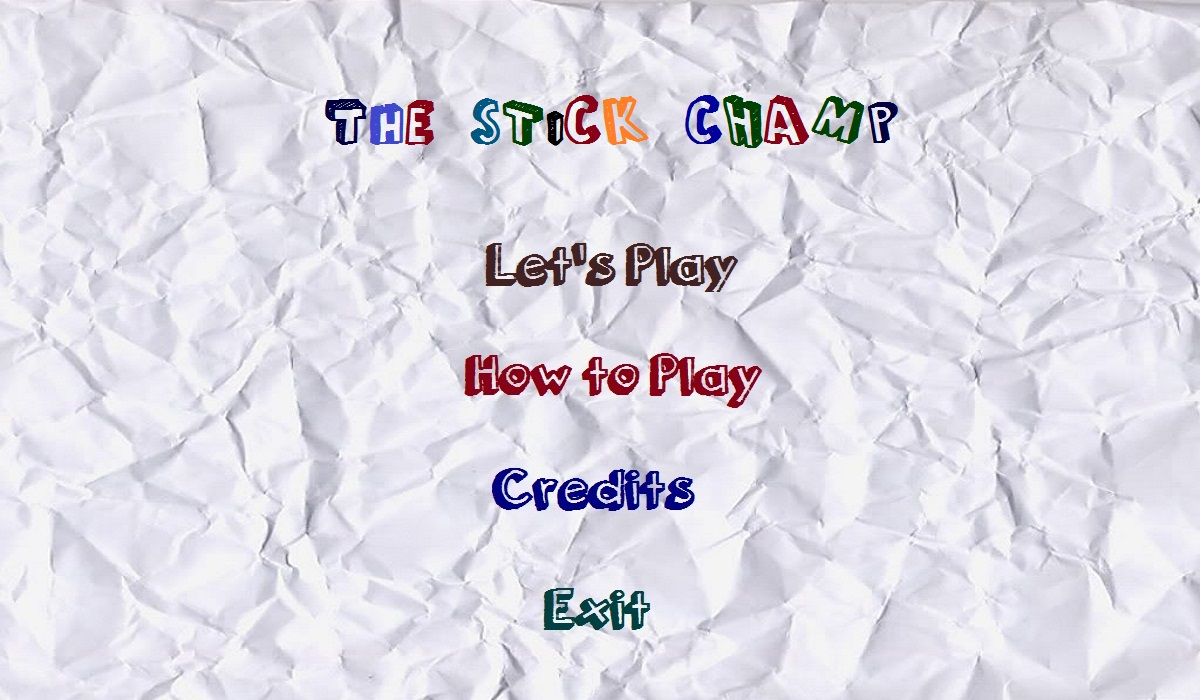 THE STiCK CHAMP
Let's Play
How to Play
Credits
Exit